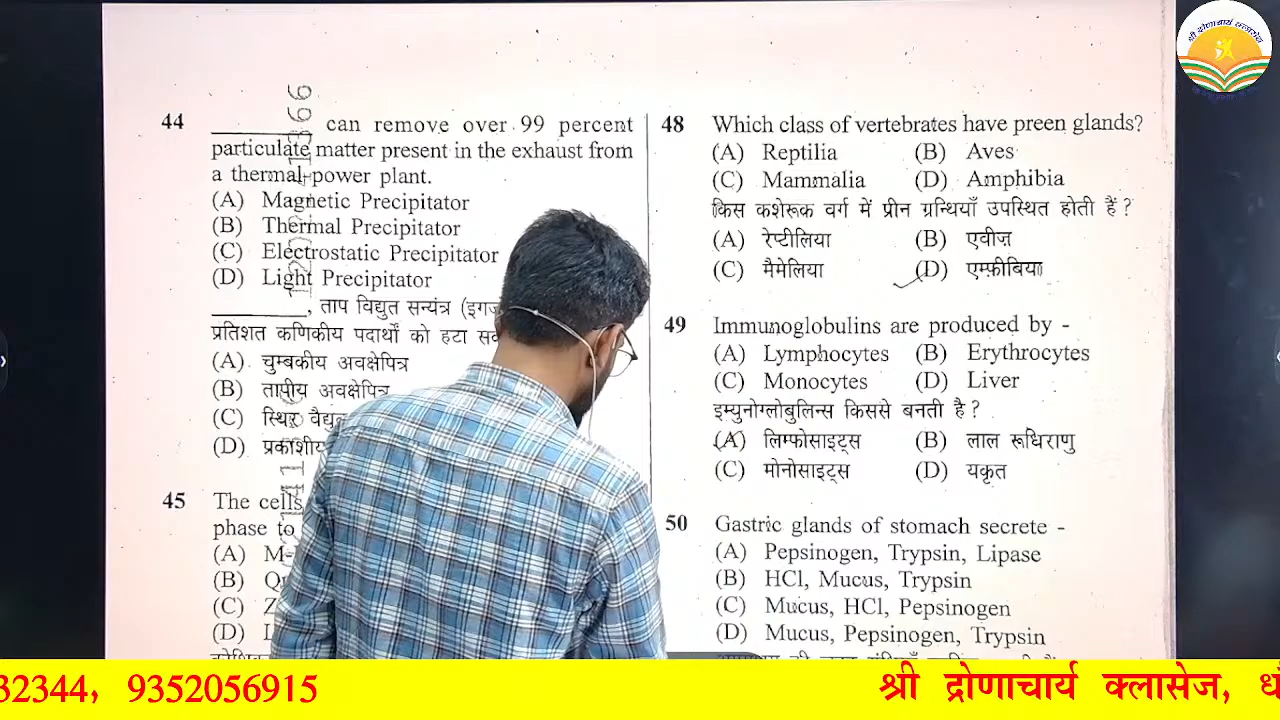 44 ________ can remove over 99 percent
particulate matter present in the exhaust from
a thermal power plant.
(A) Magnetic Precipitator
(B) Thermal Precipitator
(C) Electrostatic Precipitator
(D) Light Precipitator
________, ताप विद्युत सन्यंत्र
प्रतिशत कणिकीय पदार्थों को हटा
(A) चुम्बकीय अवक्षेपित्र
(B) तापीय अवक्षेपित्र
(C) स्थिर
(D)
45 The cells
phase to
(A) M-
(B)
(C)
(D)
48 Which class of vertebrates have preen glands?
(A) Reptilia (B) Aves
(C) Mammalia (D) Amphibia
किस कशेरूक वर्ग में प्रीन ग्रन्थियाँ उपस्थित होती हैं ?
(A) रेप्टीलिया (B) एवीज़
(C) मैमेलिया (D) एम्फ़ीबिया
49 Immunoglobulins are produced by -
(A) Lymphocytes (B) Erythrocytes
(C) Monocytes (D) Liver
इम्युनोग्लोबुलिन्स किससे बनती है ?
(A) लिम्फोसाइट्स (B) लाल रूधिराणु
(C) मोनोसाइट्स (D) यकृत
50 Gastric glands of stomach secrete -
(A) Pepsinogen, Trypsin, Lipase
(B) HCl, Mucus, Trypsin
(C) Mucus, HCl, Pepsinogen
(D) Mucus, Pepsinogen, Trypsin
32344, 9352056915 श्री द्रोणाचार्य क्लासेज,